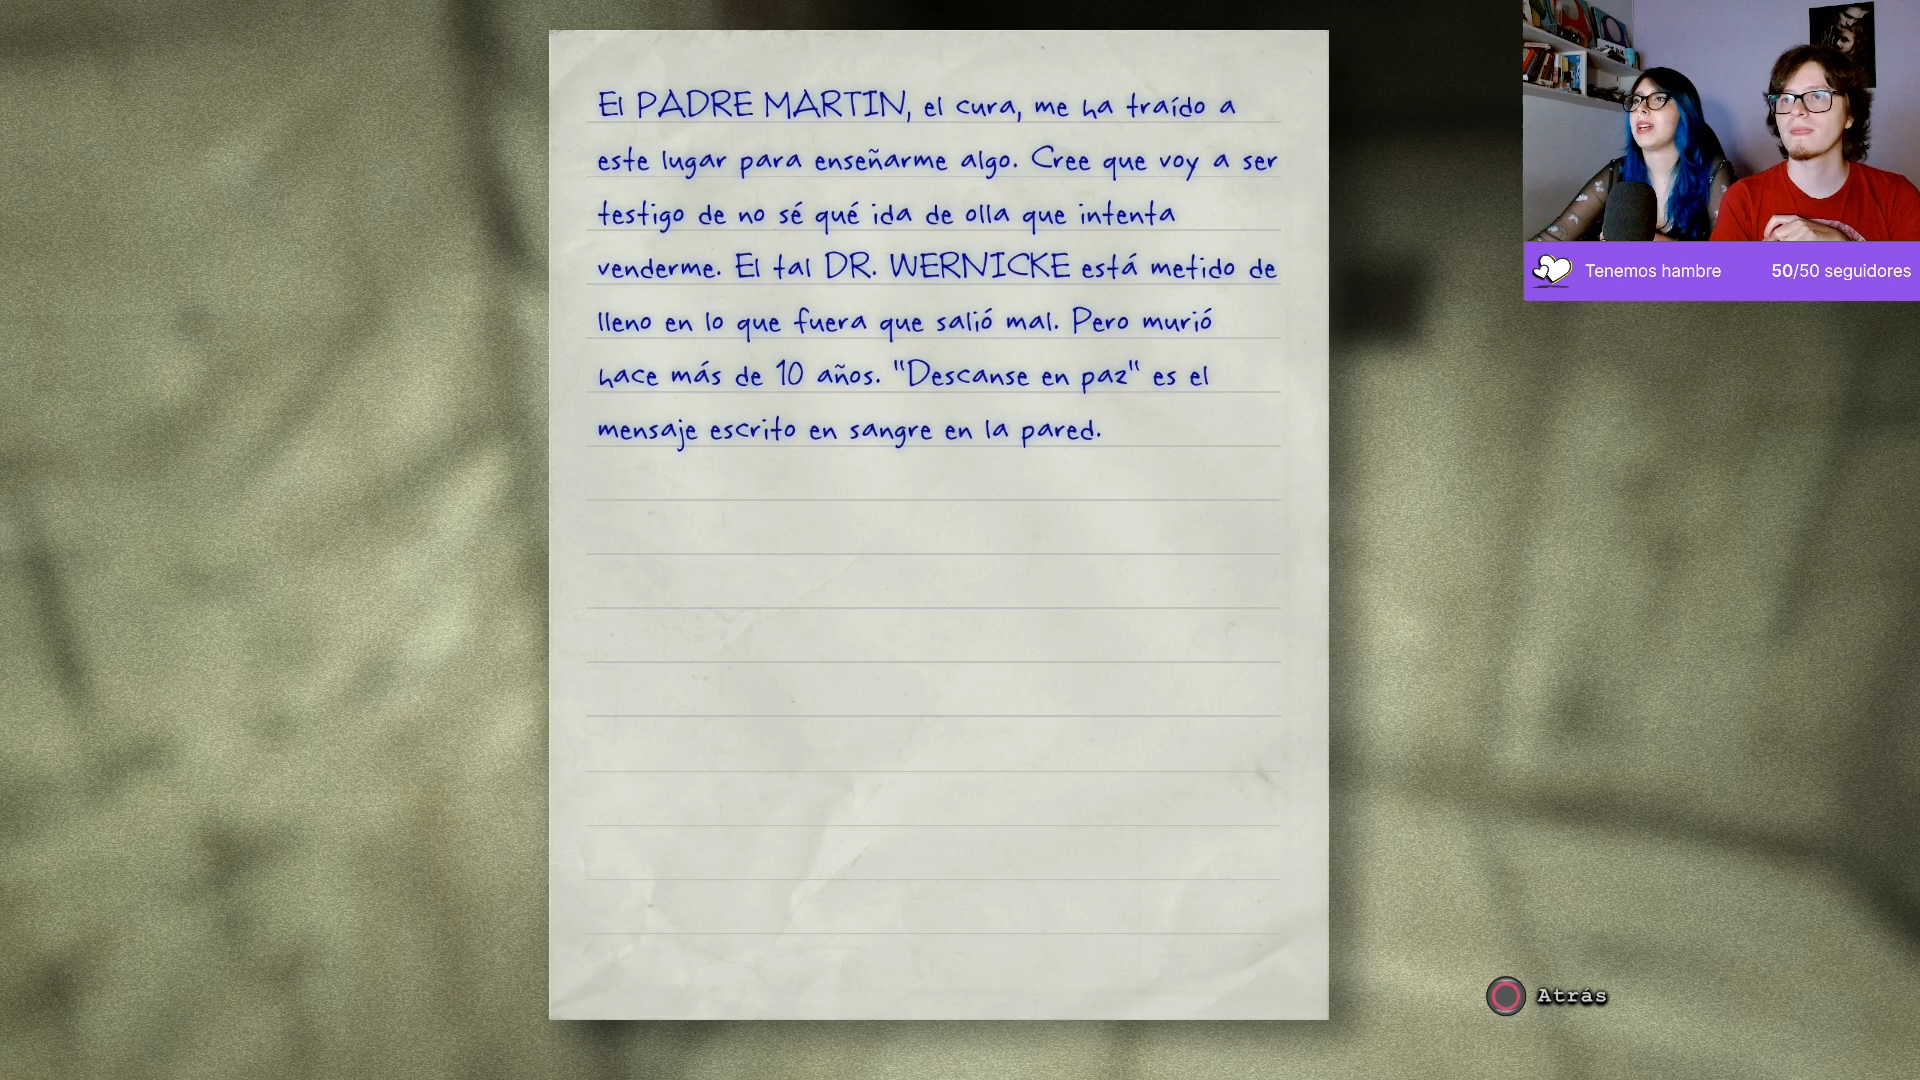 El PADRE MARTIN, el cura, me ha traído a
este lugar para enseñarme algo. Cree que voy a ser
testigo de no sé qué ida de olla que intenta
venderme. El tal DR. WERNICKE está metido de
lleno en lo que fuera que salió mal. Pero murió
hace más de 10 años. "Descanse en paz" es el
mensaje escrito en sangre en la pared.
Tenemos hambre 50/50 seguidores
Atrás